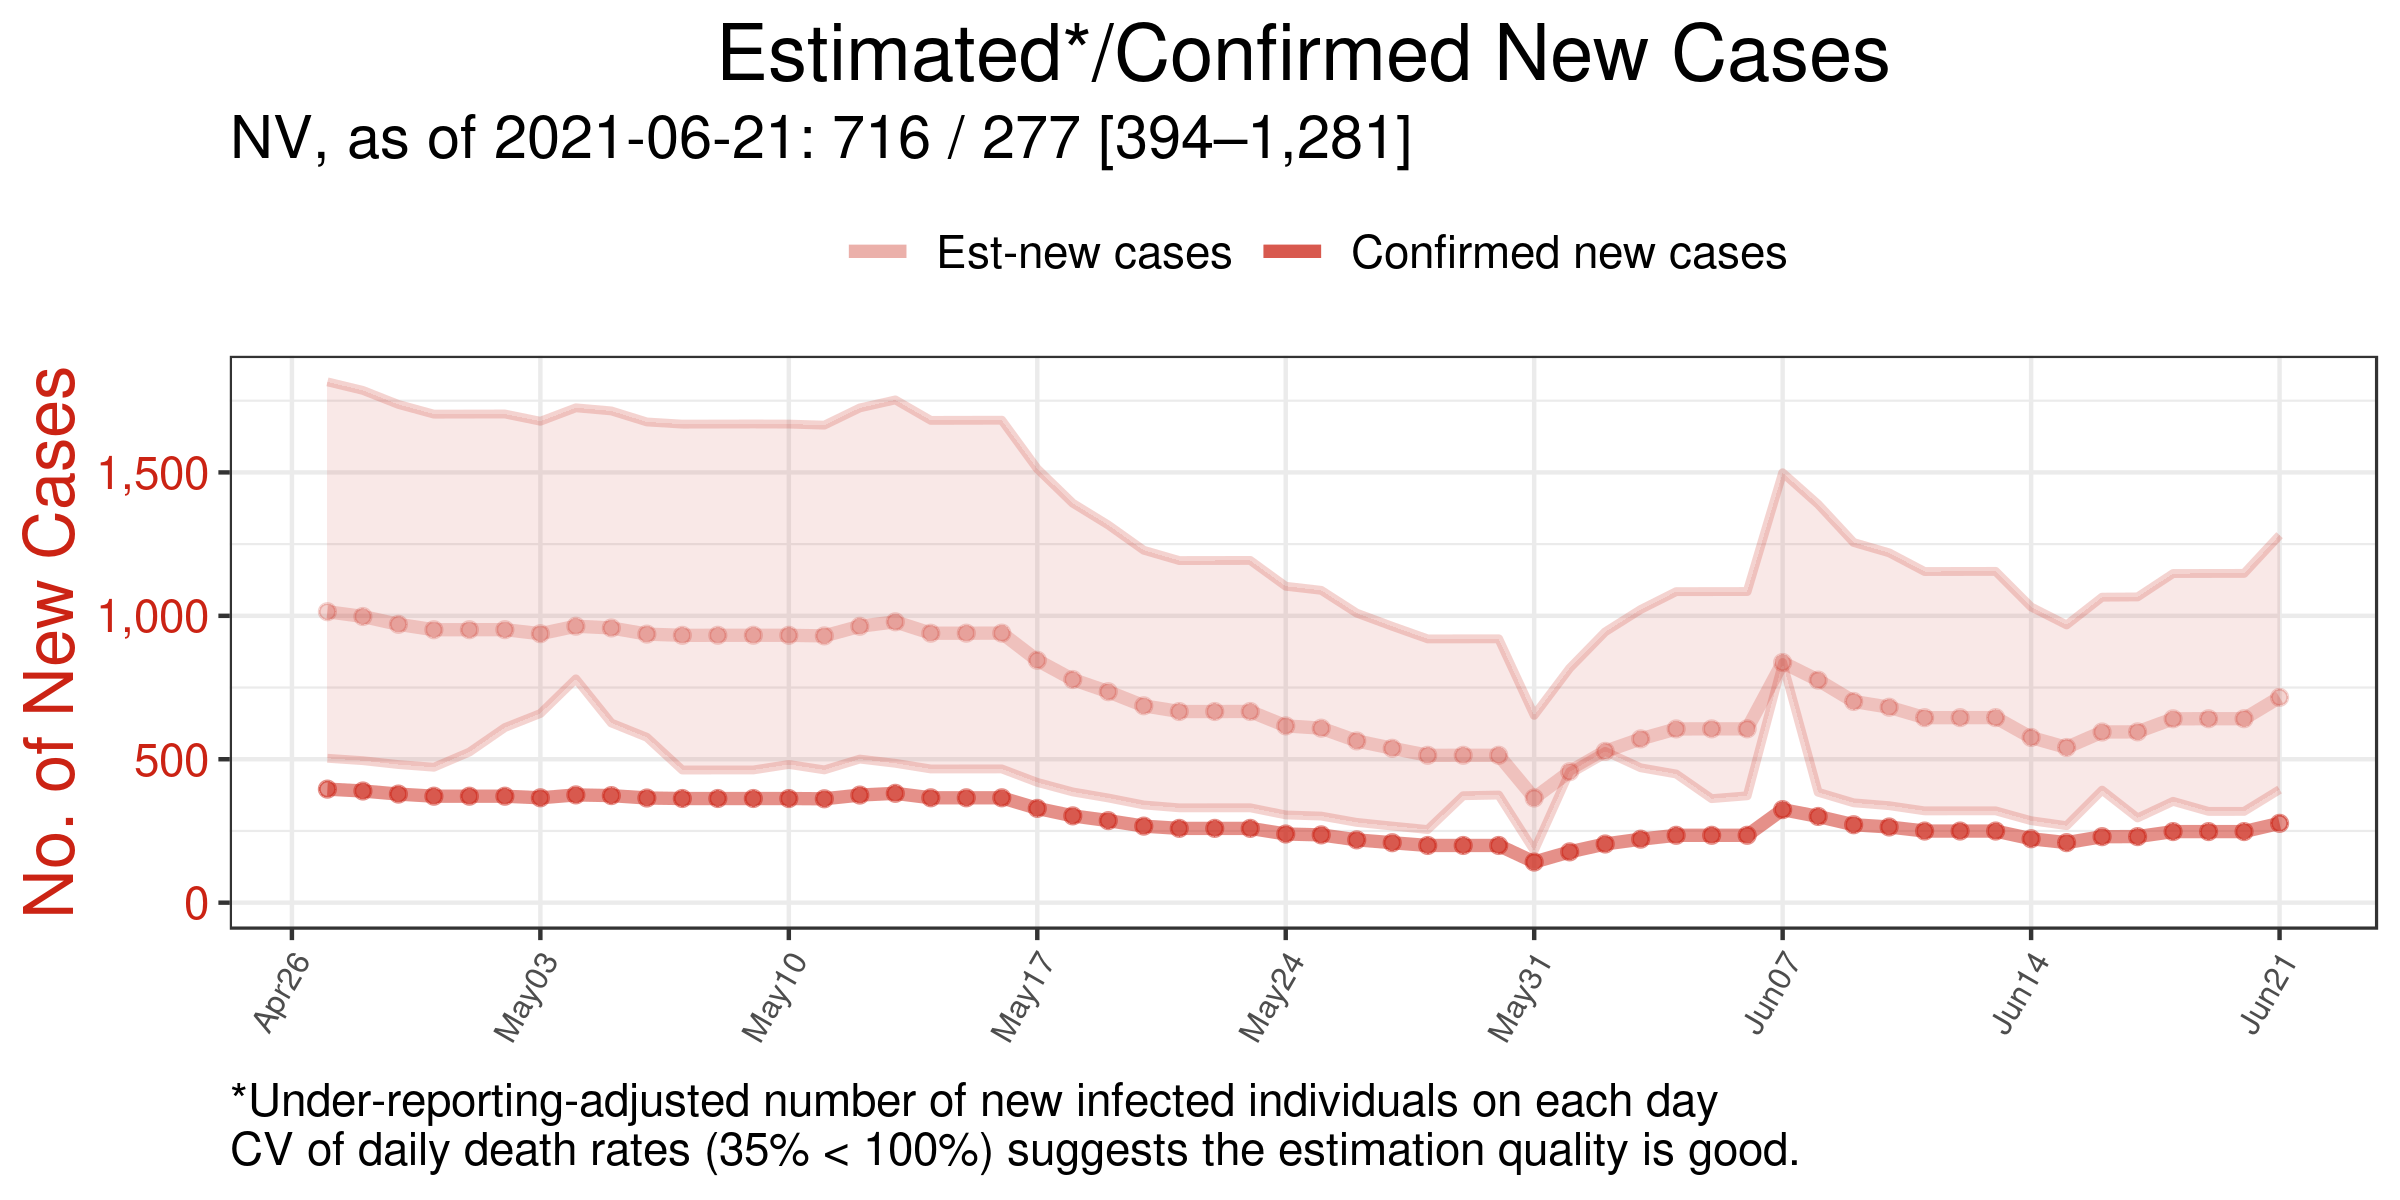 Estimated*/Confirmed New Cases
NV, as of 2021-06-21: 716 / 277 [394–1,281]
Est-new cases
Confirmed new cases
No. of New Cases
1,500
1,000
500
0
Apr26
May03
May10
May17
May24
May31
Jun07
Jun14
Jun21
*Under-reporting-adjusted number of new infected individuals on each day
CV of daily death rates (35% < 100%) suggests the estimation quality is good.